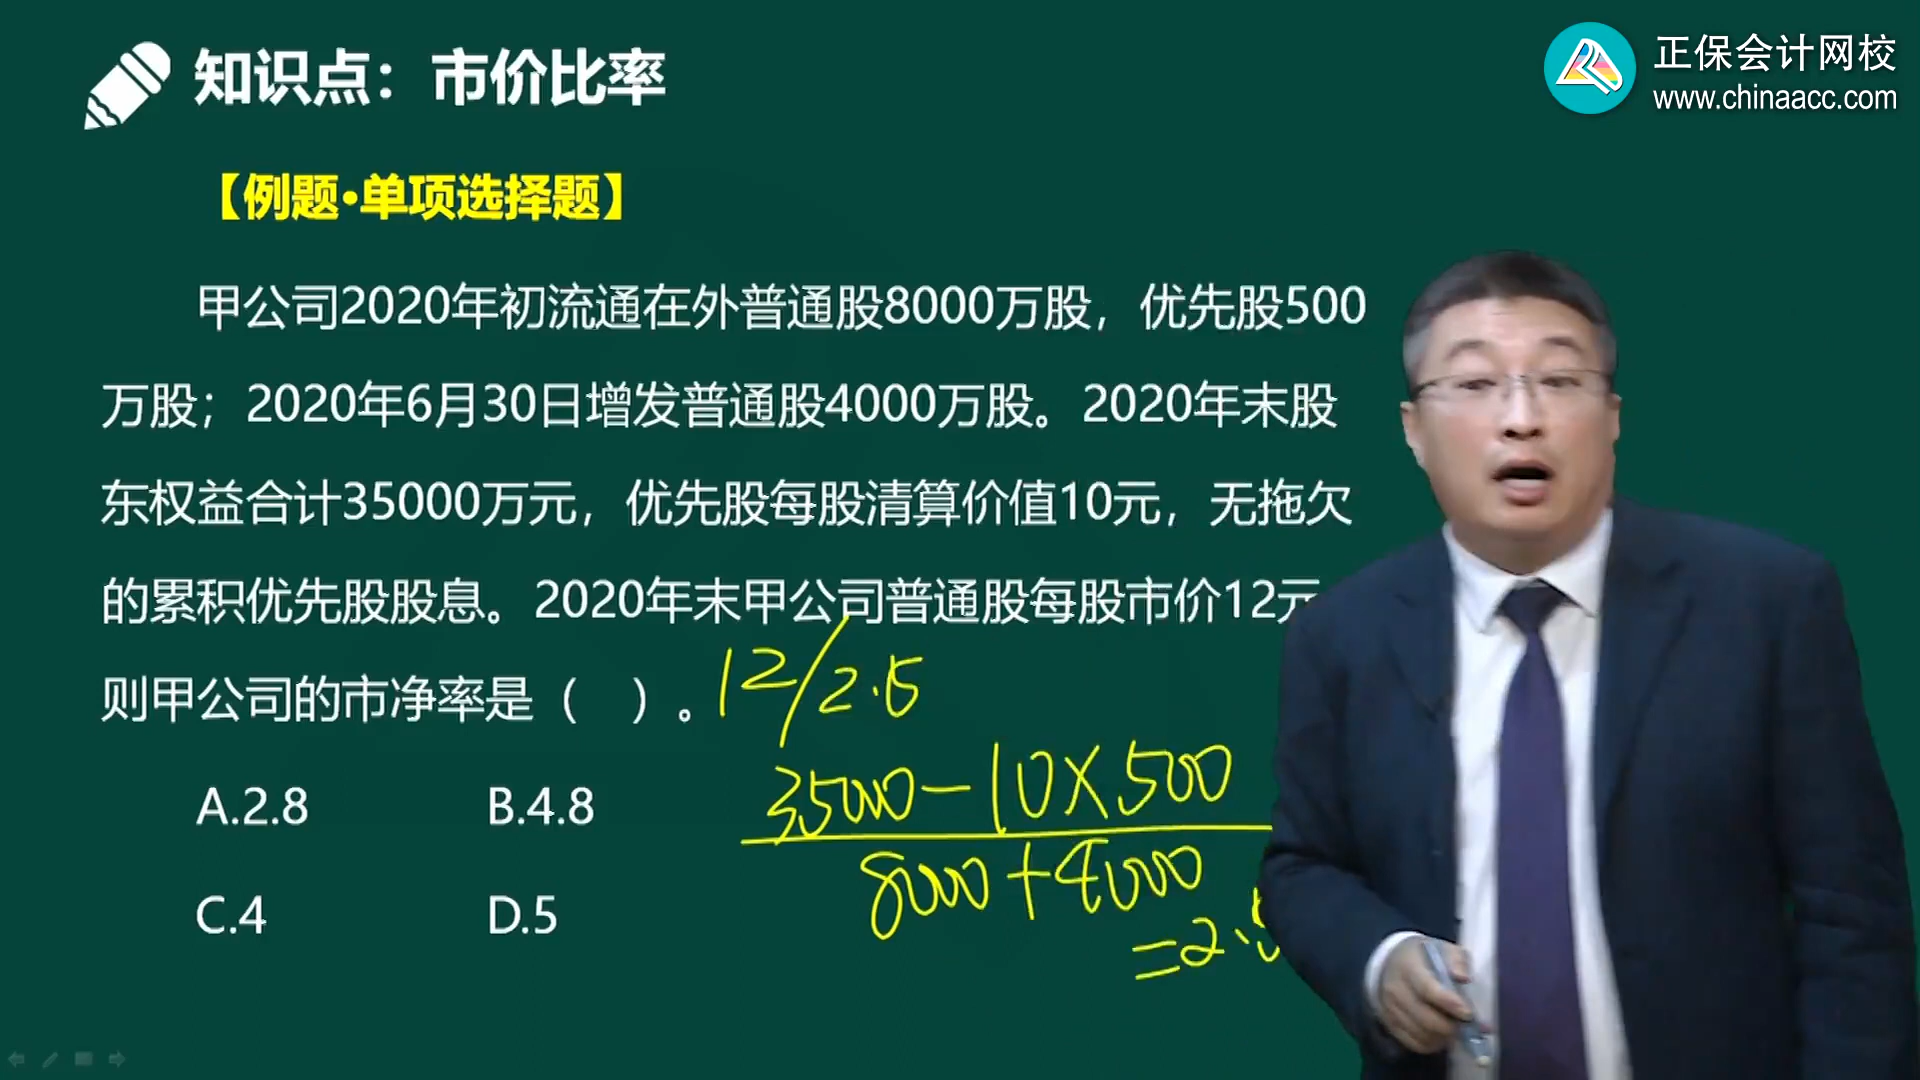 知识点：市价比率
正保会计网校
www.chinaacc.com
【例题•单项选择题】
甲公司2020年初流通在外普通股8000万股，优先股500
万股；2020年6月30日增发普通股4000万股。2020年末股
东权益合计35000万元，优先股每股清算价值10元，无拖欠
的累积优先股股息。2020年末甲公司普通股每股市价12元
则甲公司的市净率是（　）。
12/2.5
A.2.8
B.4.8
C.4
D.5
35000-10×500
8000+4000
=2.5